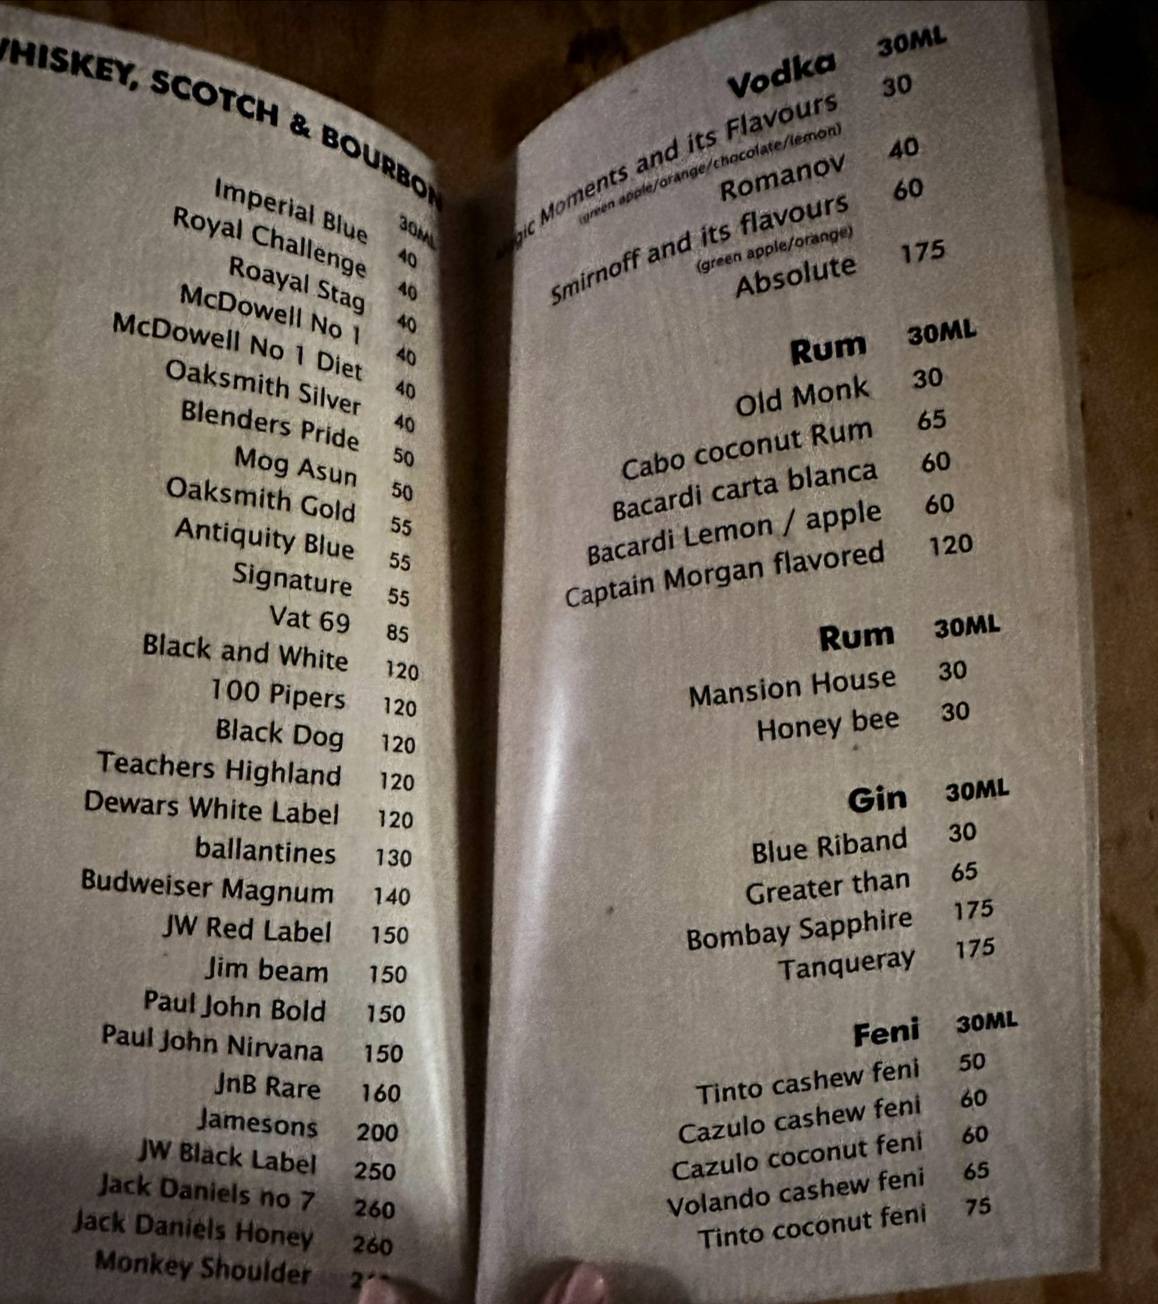 WHISKEY, SCOTCH & BOURBON
30ML
Imperial Blue 40
Royal Challenge 40
Roayal Stag 40
McDowell No 1 40
McDowell No 1 Diet 40
Oaksmith Silver 40
Blenders Pride 50
Mog Asun 50
Oaksmith Gold 55
Antiquity Blue 55
Signature 55
Vat 69 85
Black and White 120
100 Pipers 120
Black Dog 120
Teachers Highland 120
Dewars White Label 120
ballantines 130
Budweiser Magnum 140
JW Red Label 150
Jim beam 150
Paul John Bold 150
Paul John Nirvana 150
JnB Rare 160
Jamesons 200
JW Black Label 250
Jack Daniels no 7 260
Jack Daniels Honey 260
Monkey Shoulder
Vodka 30ML
Moments and its Flavours 30
(green apple/orange/chocolate/lemon)
Romanov 40
Smirnoff and its flavours 60
(green apple/orange)
Absolute 175
Rum 30ML
Old Monk 30
Cabo coconut Rum 65
Bacardi carta blanca 60
Bacardi Lemon / apple 60
Captain Morgan flavored 120
Rum 30ML
Mansion House 30
Honey bee 30
Gin 30ML
Blue Riband 30
Greater than 65
Bombay Sapphire 175
Tanqueray 175
Feni 30ML
Tinto cashew feni 50
Cazulo cashew feni 60
Cazulo coconut feni 60
Volando cashew feni 65
Tinto coconut feni 75